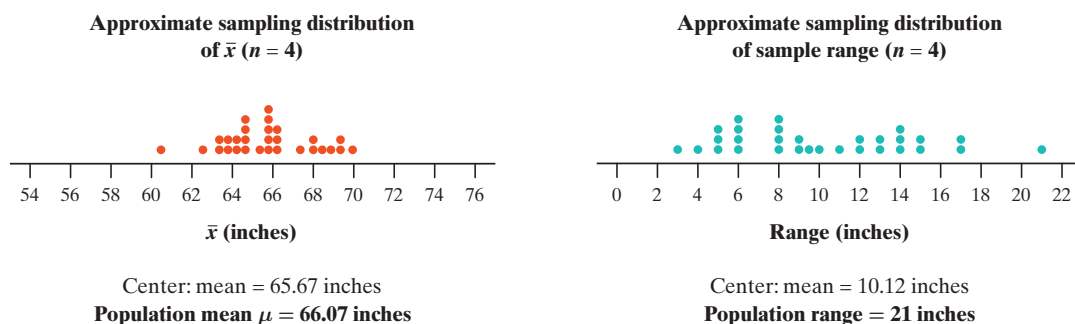 Approximate sampling distribution
of x̄ (n = 4)
54 56 58 60 62 64 66 68 70 72 74 76
x̄ (inches)
Center: mean = 65.67 inches
Population mean μ = 66.07 inches
Approximate sampling distribution
of sample range (n = 4)
0 2 4 6 8 10 12 14 16 18 20 22
Range (inches)
Center: mean = 10.12 inches
Population range = 21 inches